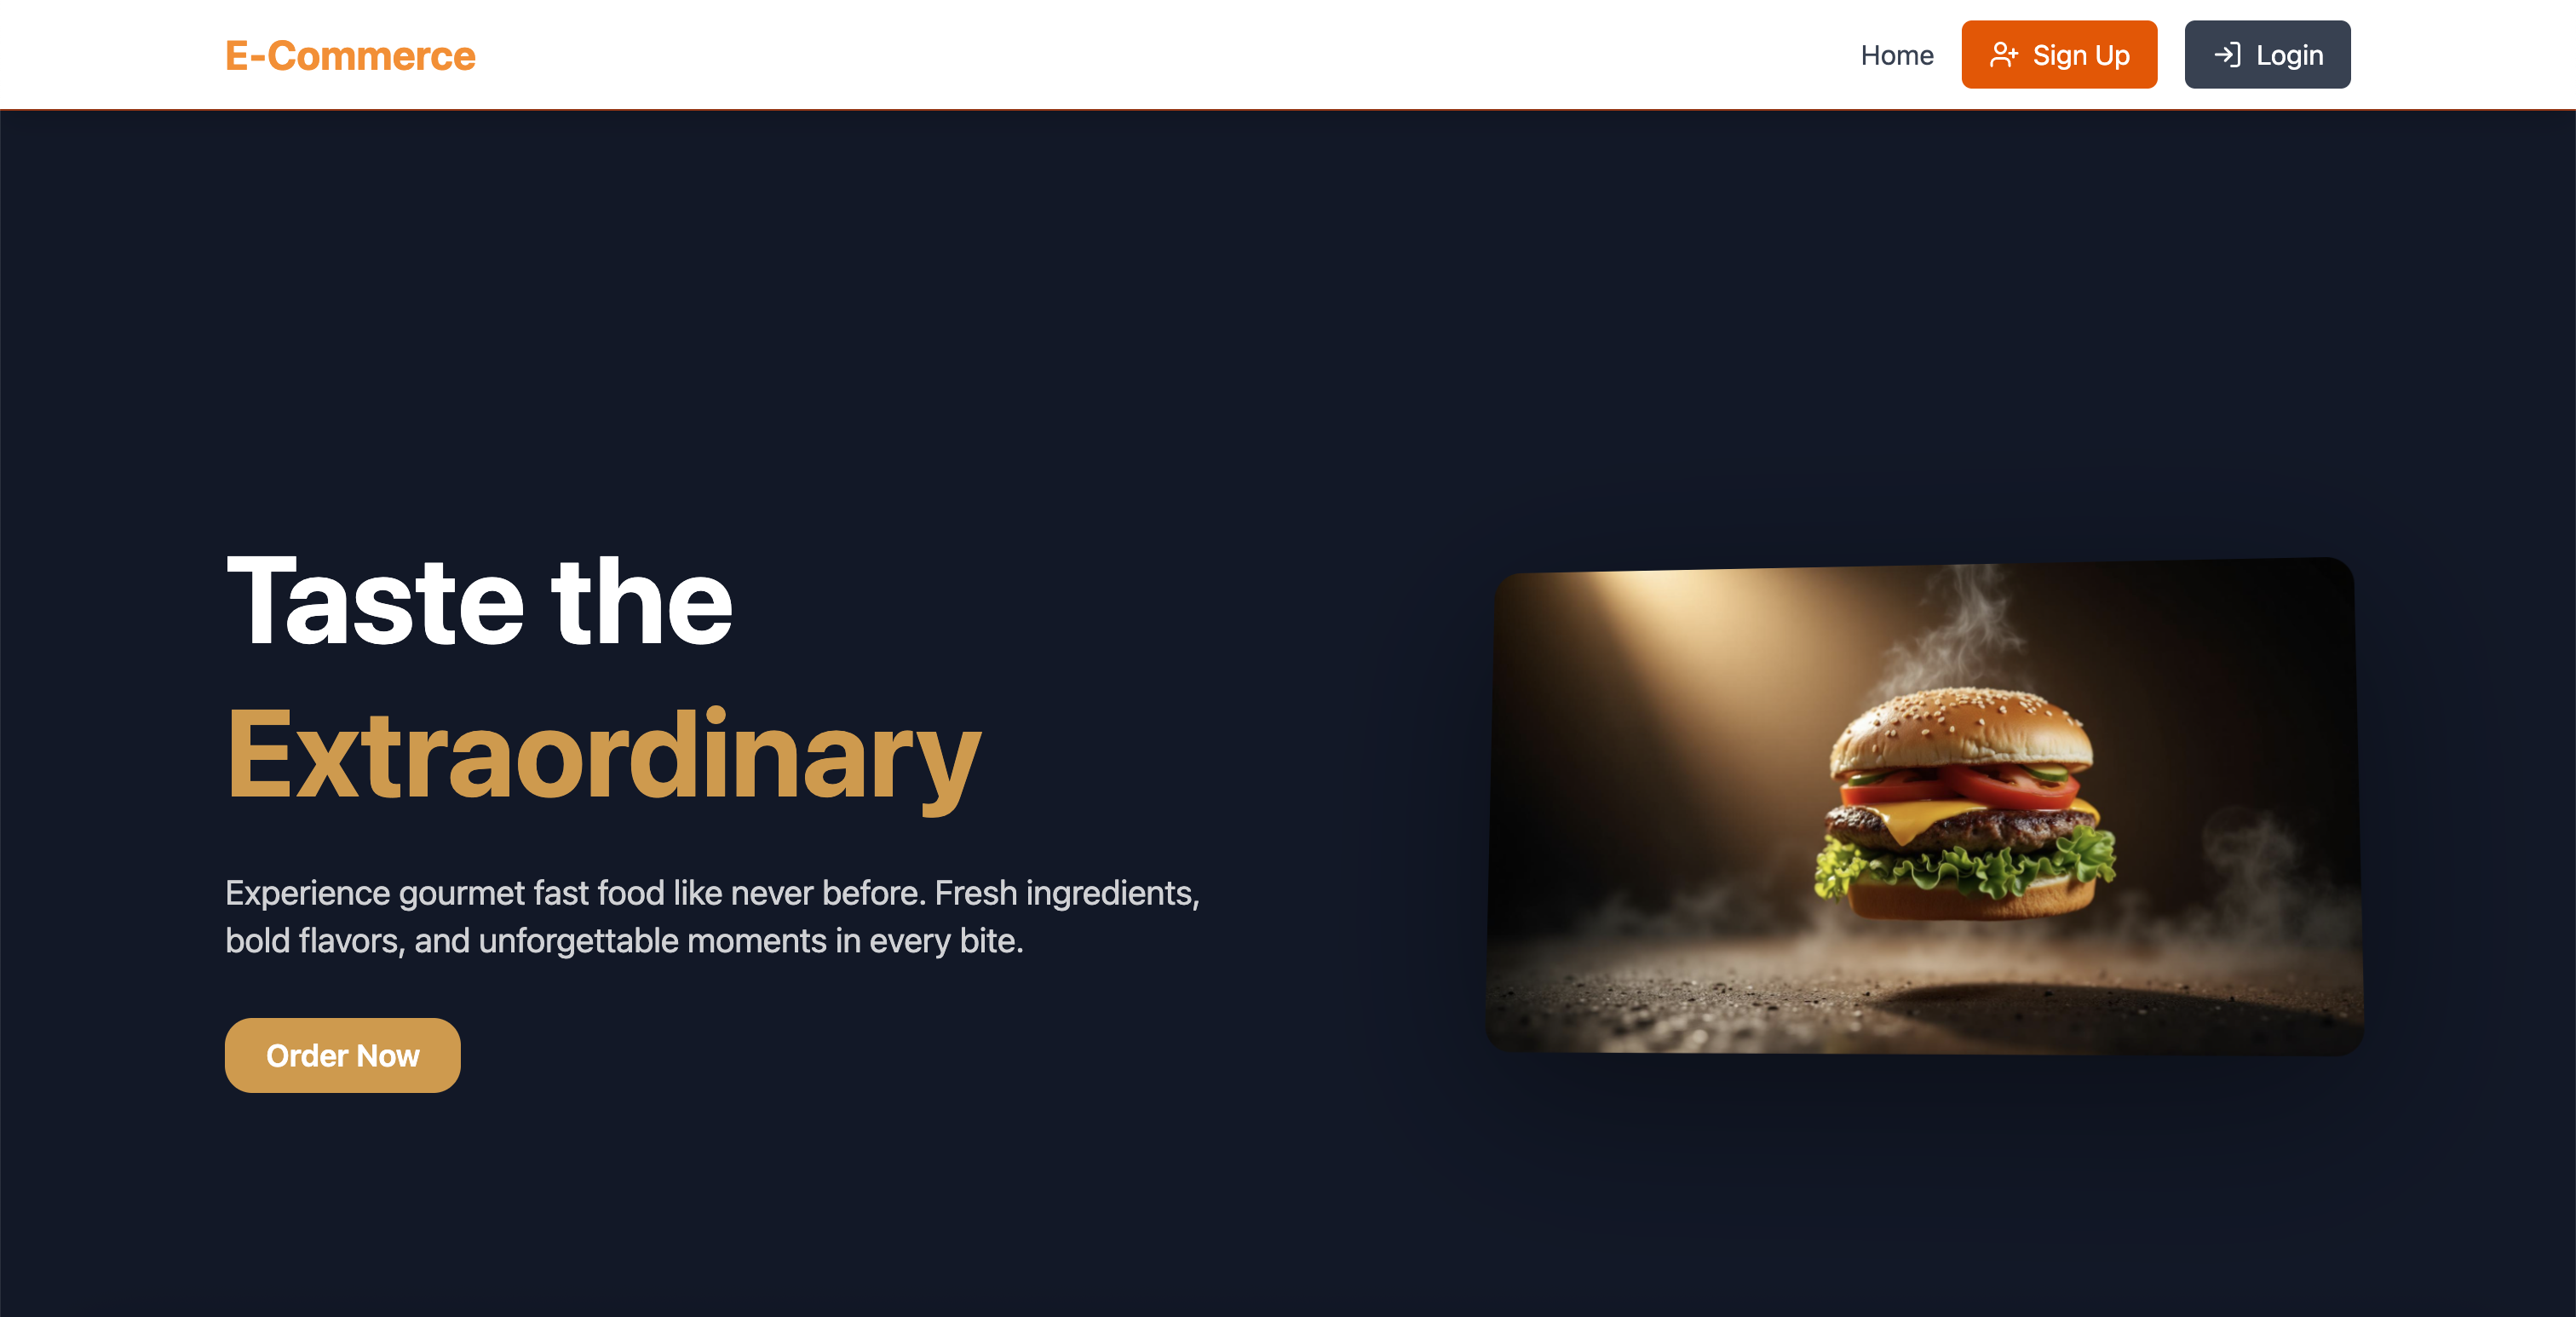 E-Commerce
Home
Sign Up
Login
Taste the
Extraordinary
Experience gourmet fast food like never before. Fresh ingredients,
bold flavors, and unforgettable moments in every bite.
Order Now